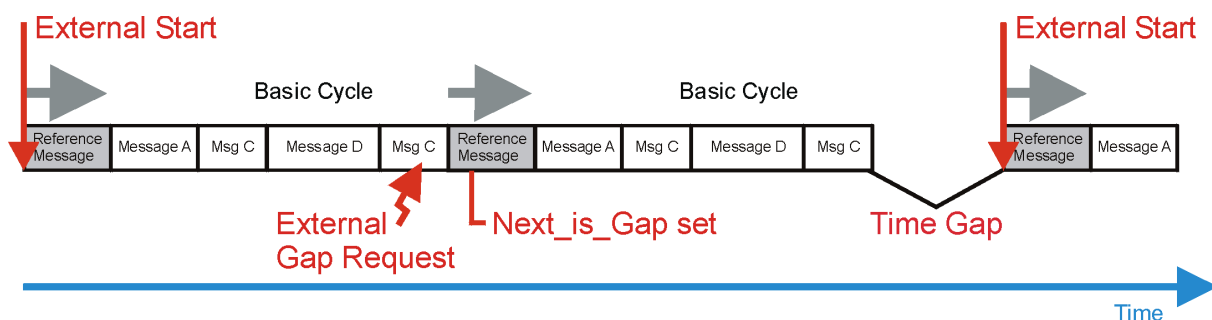 External Start
External Start
Basic Cycle
Basic Cycle
Reference
Message
Message A
Msg C
Message D
Msg C
Reference
Message
Message A
Msg C
Message D
Msg C
Reference
Message
Message A
External
Gap Request
Next_is_Gap set
Time Gap
Time